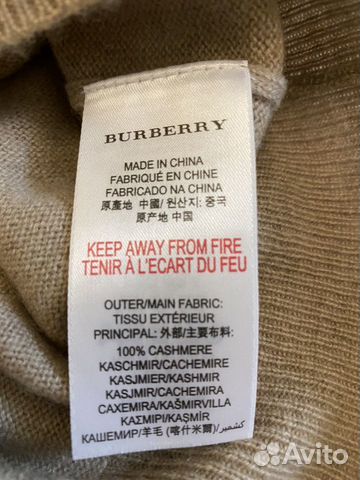 BURBERRY
MADE IN CHINA
FABRIQUÉ EN CHINE
FABRICADO NA CHINA
原產地 中國/ 원산지: 중국
原产地 中国
KEEP AWAY FROM FIRE
TENIR À L'ECART DU FEU
OUTER/MAIN FABRIC:
TISSU EXTÉRIEUR
PRINCIPAL: 外部/主要布料:
100% CASHMERE
KASCHMIR/CACHEMIRE
KASJMIER/KASHMIR
KASJMIR/CACHEMIRA
CAXEMIRA/KAŠMIRVILLA
ΚΑΣΜΙΡΙ/KAŞMİR
КАШЕМИР/羊毛 (喀什米爾) /كشمير
Avito